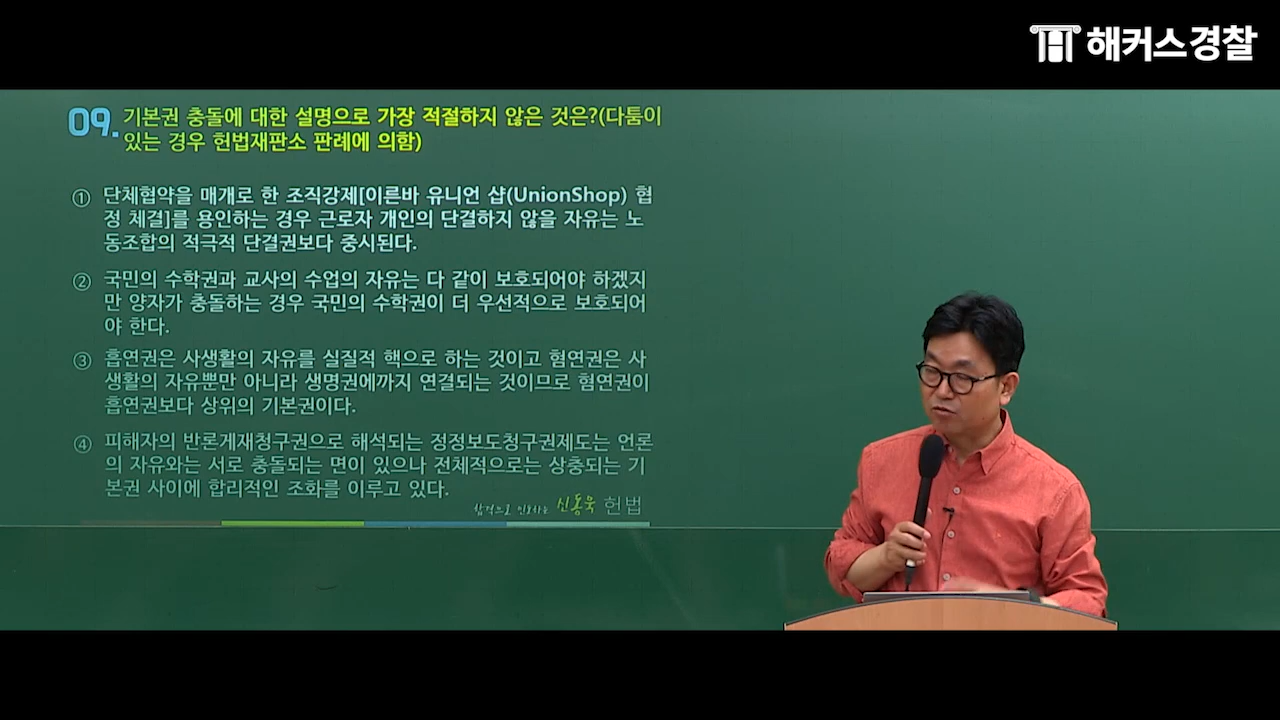 해커스경찰
09. 기본권 충돌에 대한 설명으로 가장 적절하지 않은 것은?(다툼이
있는 경우 헌법재판소 판례에 의함)
① 단체협약을 매개로 한 조직강제[이른바 유니언 샵(UnionShop) 협
정 체결]를 용인하는 경우 근로자 개인의 단결하지 않을 자유는 노
동조합의 적극적 단결권보다 중시된다.
② 국민의 수학권과 교사의 수업의 자유는 다 같이 보호되어야 하겠지
만 양자가 충돌하는 경우 국민의 수학권이 더 우선적으로 보호되어
야 한다.
③ 흡연권은 사생활의 자유를 실질적 핵으로 하는 것이고 혐연권은 사
생활의 자유뿐만 아니라 생명권에까지 연결되는 것이므로 혐연권이
흡연권보다 상위의 기본권이다.
④ 피해자의 반론게재청구권으로 해석되는 정정보도청구권제도는 언론
의 자유와는 서로 충돌되는 면이 있으나 전체적으로는 상충되는 기
본권 사이에 합리적인 조화를 이루고 있다.
합격으로 신동욱 헌법